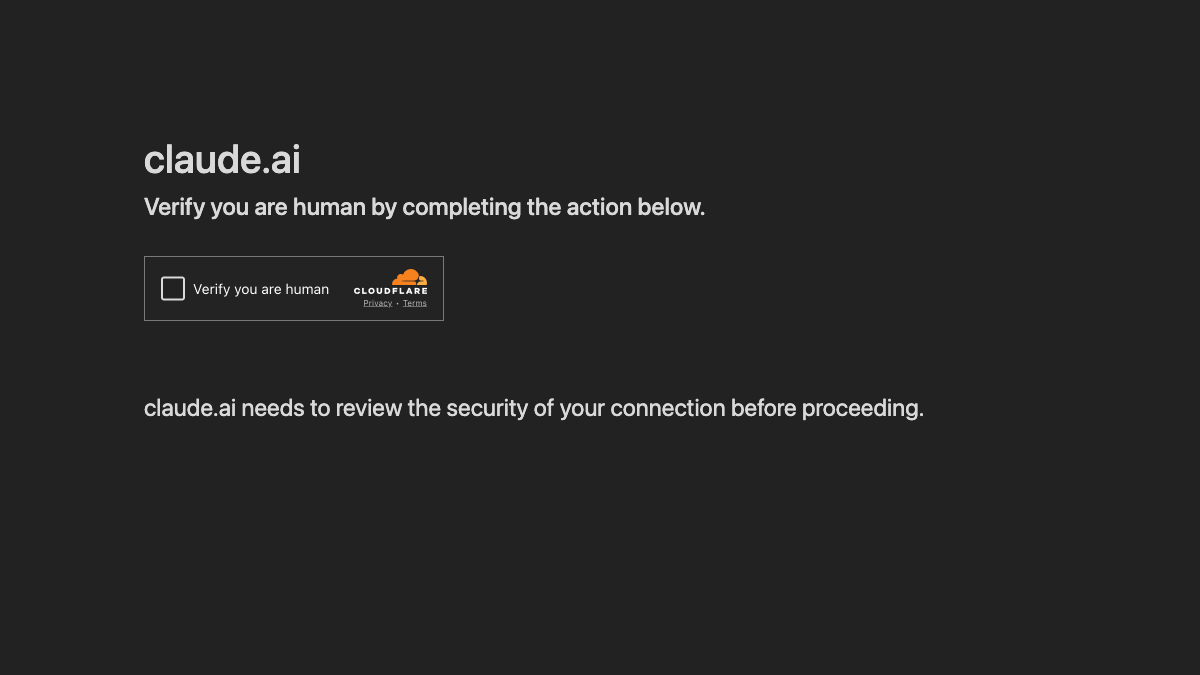 claude.ai
Verify you are human by completing the action below.
Verify you are human
CLOUDFLARE
Privacy • Terms
claude.ai needs to review the security of your connection before proceeding.